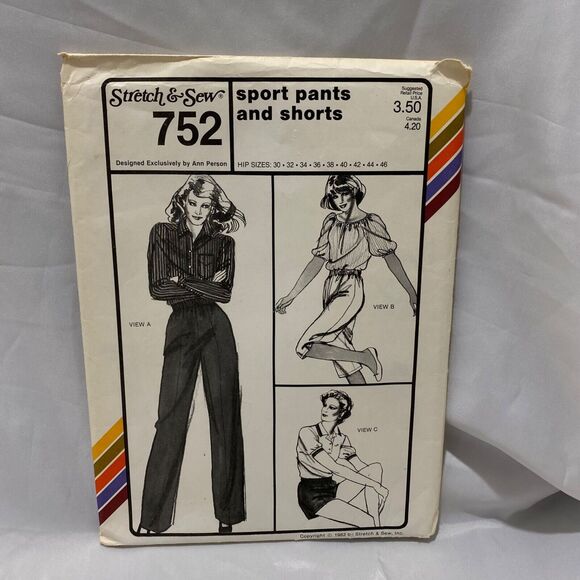 Stretch & Sew®
752
Designed Exclusively by Ann Person
sport pants
and shorts
HIP SIZES: 30 • 32 • 34 • 36 • 38 • 40 • 42 • 44 • 46
Suggested
Retail Price
U.S.A.
3.50
Canada
4.20
VIEW A
VIEW B
VIEW C
Copyright © 1982 by Stretch & Sew, Inc.